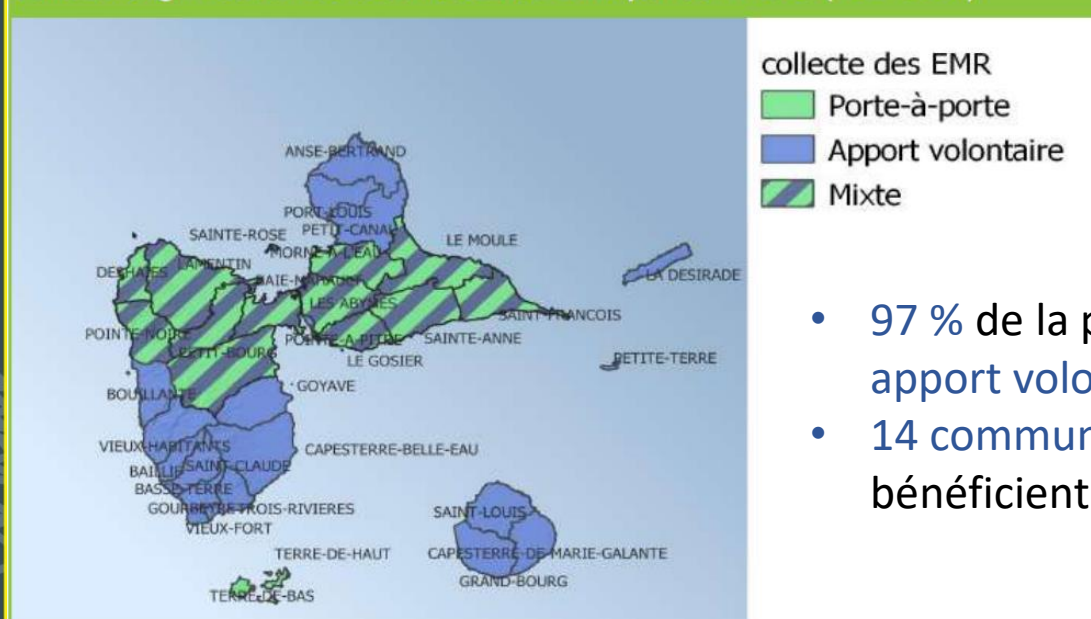 collecte des EMR
Porte-à-porte
Apport volontaire
Mixte
ANSE-BERTRAND
PORT-LOUIS
SAINTE-ROSE
PETIT-CANAL
LE MOULE
MORNE-A-L'EAU
LAMENTIN
DESHAIES
BAIE-MAHAULT
LA DESIRADE
LES ABYMES
SAINT-FRANCOIS
POINTE-NOIRE
POINTE-A-PITRE
SAINTE-ANNE
PETIT-BOURG
LE GOSIER
PETITE-TERRE
GOYAVE
BOUILLANTE
VIEUX-HABITANTS
CAPESTERRE-BELLE-EAU
BAILLIF
SAINT-CLAUDE
BASSE-TERRE
GOURBEYRE
TROIS-RIVIERES
SAINT-LOUIS
VIEUX-FORT
TERRE-DE-HAUT
CAPESTERRE-DE-MARIE-GALANTE
GRAND-BOURG
TERRE-DE-BAS
• 97 % de la p
apport volo
• 14 commun
bénéficient